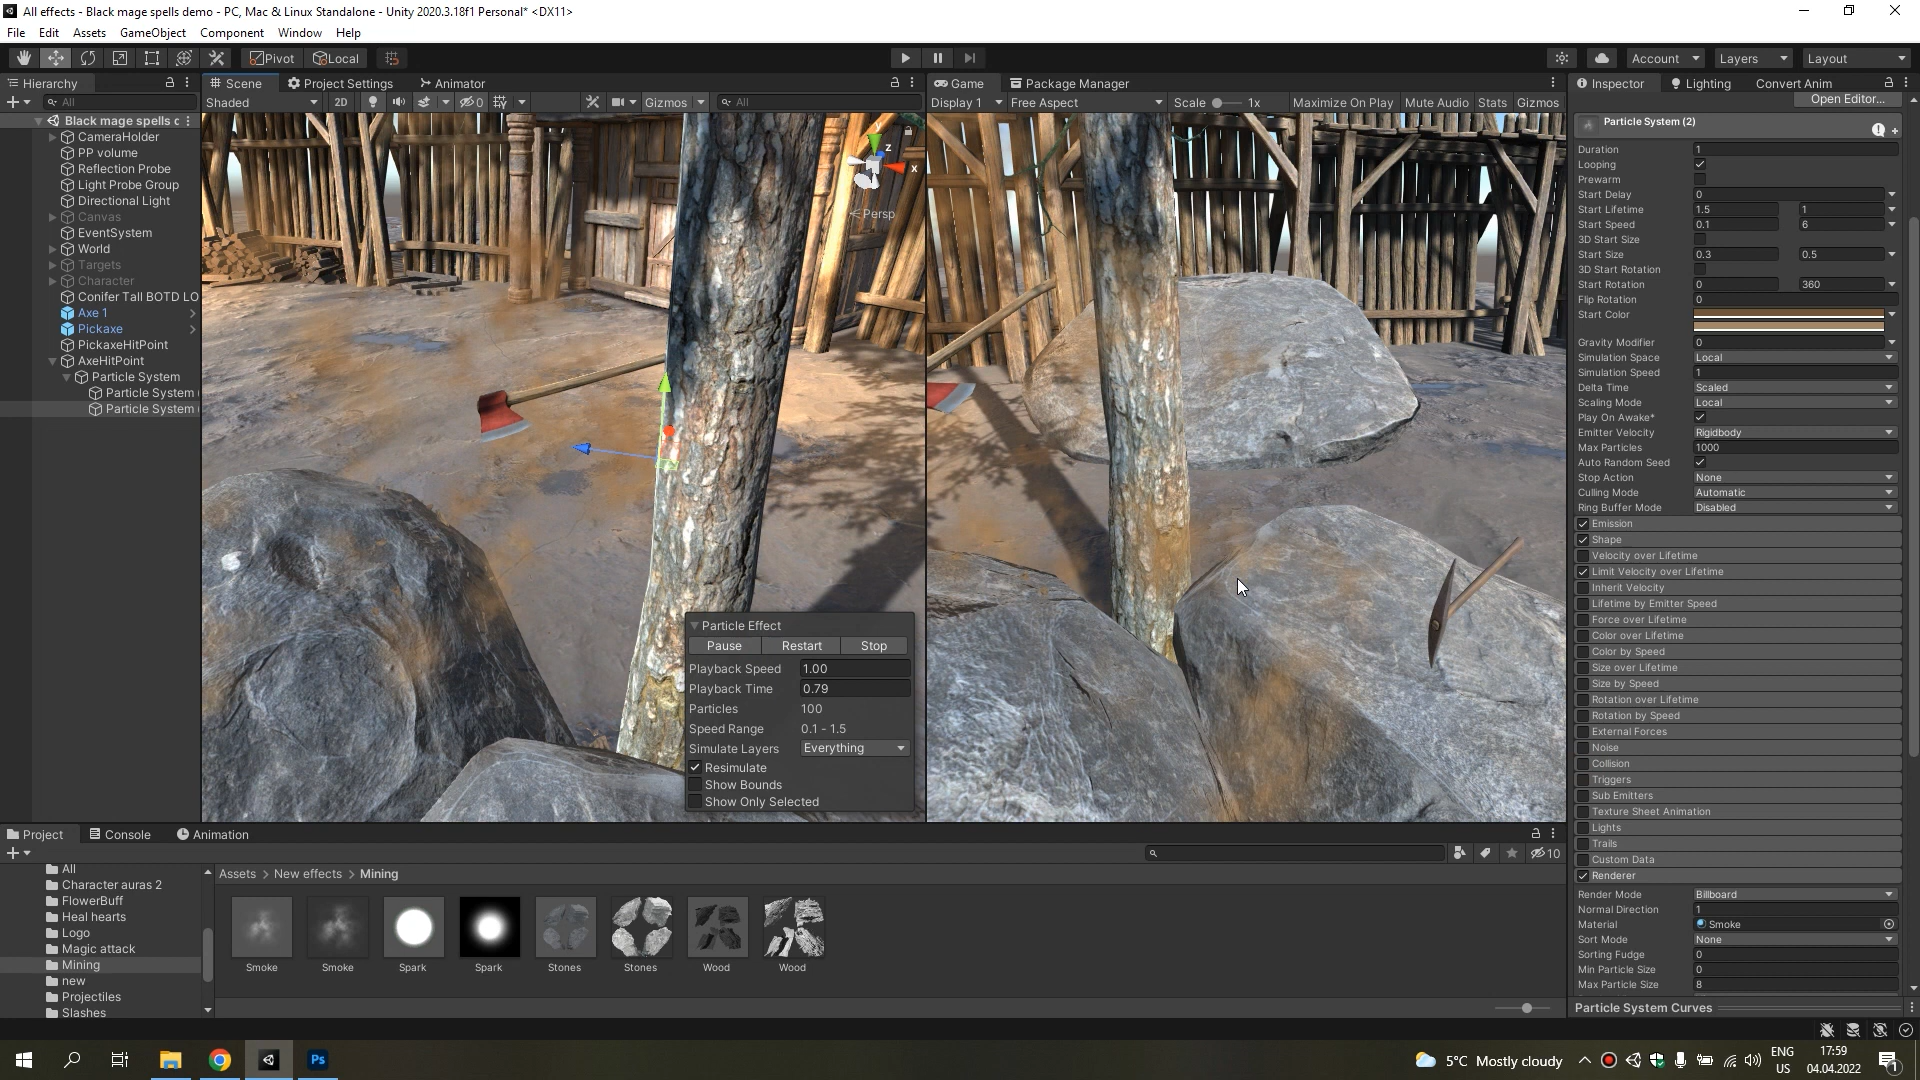 All effects - Black mage spells demo - PC, Mac & Linux Standalone - Unity 2020.3.18f1 Personal* <DX11>
File Edit Assets GameObject Component Window Help
Pivot Local Account Layers Layout
Hierarchy
All
Black mage spells c
CameraHolder
PP volume
Reflection Probe
Light Probe Group
Directional Light
Canvas
EventSystem
World
Targets
Character
Conifer Tall BOTD LO
Axe 1
Pickaxe
PickaxeHitPoint
AxeHitPoint
Particle System
Particle System (
Particle System (
Scene Project Settings Animator
Shaded 2D 0 Gizmos All
y
z
x
Persp
Particle Effect
Pause Restart Stop
Playback Speed 1.00
Playback Time 0.79
Particles 100
Speed Range 0.1 - 1.5
Simulate Layers Everything
Resimulate
Show Bounds
Show Only Selected
Game Package Manager
Display 1 Free Aspect Scale 1x Maximize On Play Mute Audio Stats Gizmos
Inspector Lighting Convert Anim
Open Editor...
Particle System (2)
Duration 1
Looping
Prewarm
Start Delay 0
Start Lifetime 1.5 1
Start Speed 0.1 6
3D Start Size
Start Size 0.3 0.5
3D Start Rotation
Start Rotation 0 360
Flip Rotation 0
Start Color
Gravity Modifier 0
Simulation Space Local
Simulation Speed 1
Delta Time Scaled
Scaling Mode Local
Play On Awake*
Emitter Velocity Rigidbody
Max Particles 1000
Auto Random Seed
Stop Action None
Culling Mode Automatic
Ring Buffer Mode Disabled
Emission
Shape
Velocity over Lifetime
Limit Velocity over Lifetime
Inherit Velocity
Lifetime by Emitter Speed
Force over Lifetime
Color over Lifetime
Color by Speed
Size over Lifetime
Size by Speed
Rotation over Lifetime
Rotation by Speed
External Forces
Noise
Collision
Triggers
Sub Emitters
Texture Sheet Animation
Lights
Trails
Custom Data
Renderer
Render Mode Billboard
Normal Direction 1
Material Smoke
Sort Mode None
Sorting Fudge 0
Min Particle Size 0
Max Particle Size 8
Particle System Curves
Project Console Animation
10
All
Character auras 2
FlowerBuff
Heal hearts
Logo
Magic attack
Mining
new
Projectiles
Slashes
Assets > New effects > Mining
Smoke Smoke Spark Spark Stones Stones Wood Wood
Ps
5°C Mostly cloudy
ENG
US
17:59
04.04.2022
1